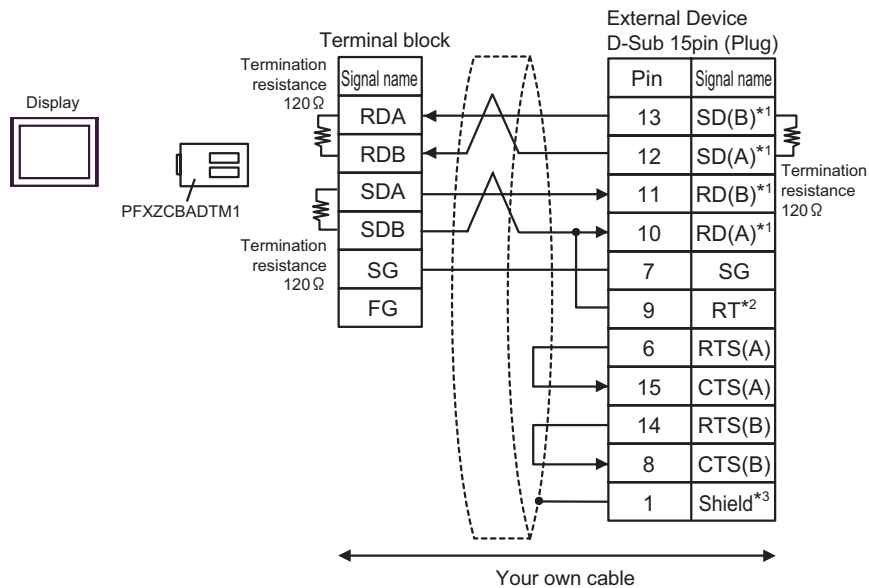 External Device
D-Sub 15pin (Plug)
Terminal block
Termination
resistance
120Ω
Signal name
RDA
RDB
SDA
SDB
SG
FG
Termination
resistance
120Ω
Display
PFXZCBADTM1
Pin Signal name
13 SD(B)*1
12 SD(A)*1
11 RD(B)*1
10 RD(A)*1
7 SG
9 RT*2
6 RTS(A)
15 CTS(A)
14 RTS(B)
8 CTS(B)
1 Shield*3
Termination
resistance
120Ω
Your own cable